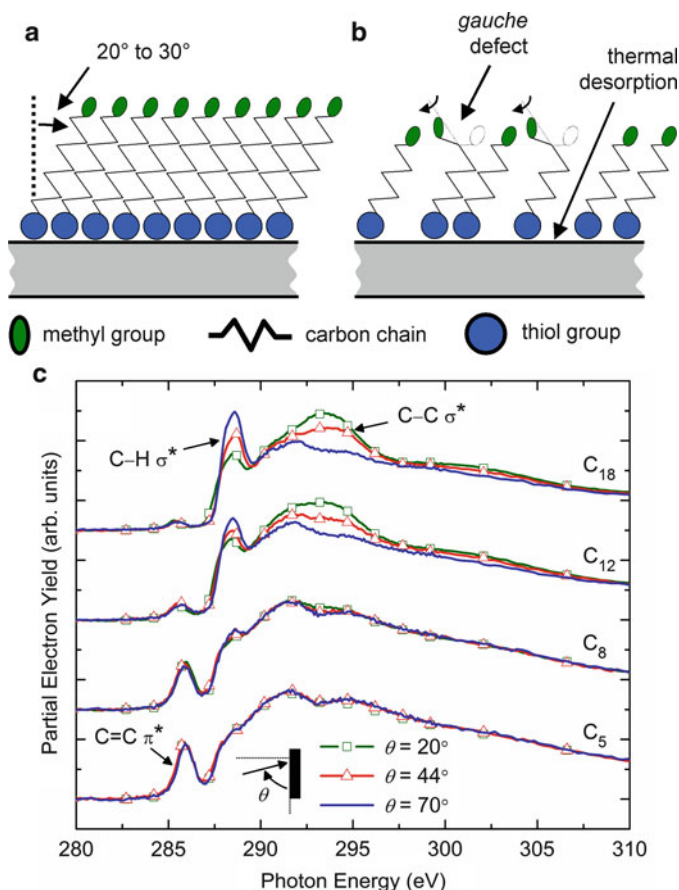 a
20° to 30°
b
gauche
defect
thermal
desorption
methyl group
carbon chain
thiol group
c
C–H σ*
C–C σ*
C18
C12
C8
C5
C=C π*
θ
θ = 20°
θ = 44°
θ = 70°
Partial Electron Yield (arb. units)
280 285 290 295 300 305 310
Photon Energy (eV)